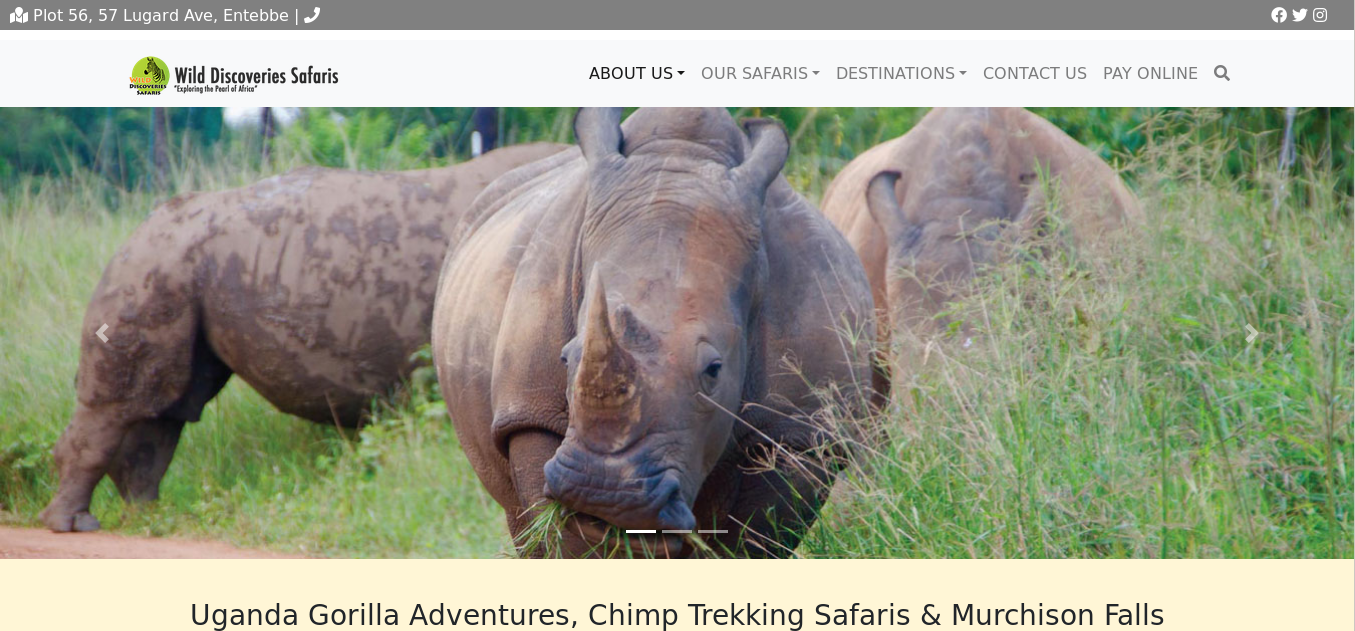 Plot 56, 57 Lugard Ave, Entebbe |
WILD
DISCOVERIES
SAFARIS
Wild Discoveries Safaris
"Exploring the Pearl of Africa"
ABOUT US OUR SAFARIS DESTINATIONS CONTACT US PAY ONLINE
Uganda Gorilla Adventures, Chimp Trekking Safaris & Murchison Falls